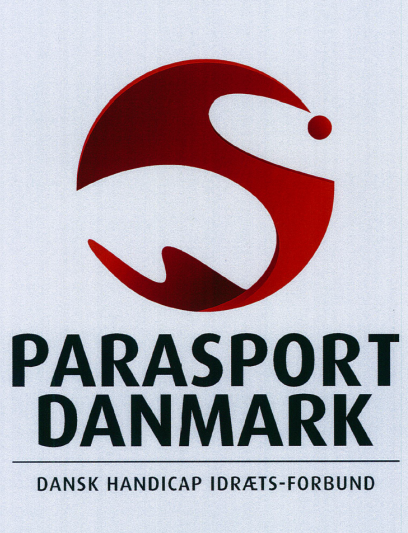 PARASPORT
DANMARK
DANSK HANDICAP IDRÆTS-FORBUND